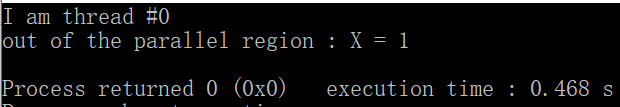 I am thread #0
out of the parallel region : X = 1
Process returned 0 (0x0)   execution time : 0.468 s